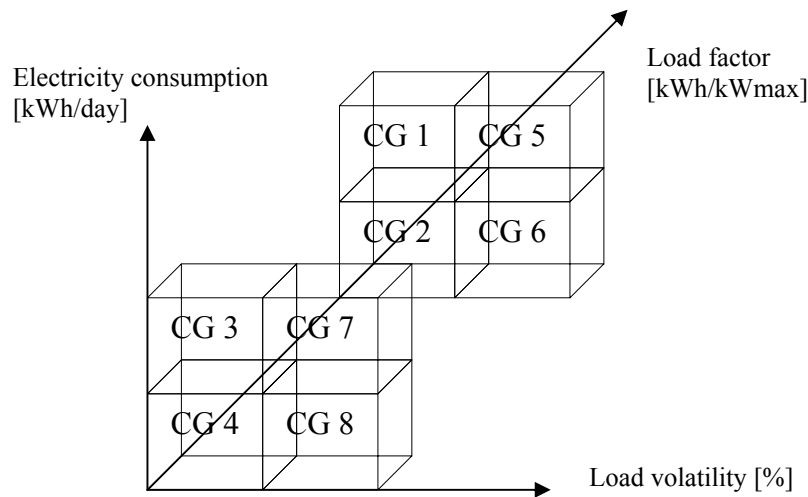 Electricity consumption
[kWh/day]
Load factor
[kWh/kWmax]
CG 1
CG 5
CG 2
CG 6
CG 3
CG 7
CG 4
CG 8
Load volatility [%]